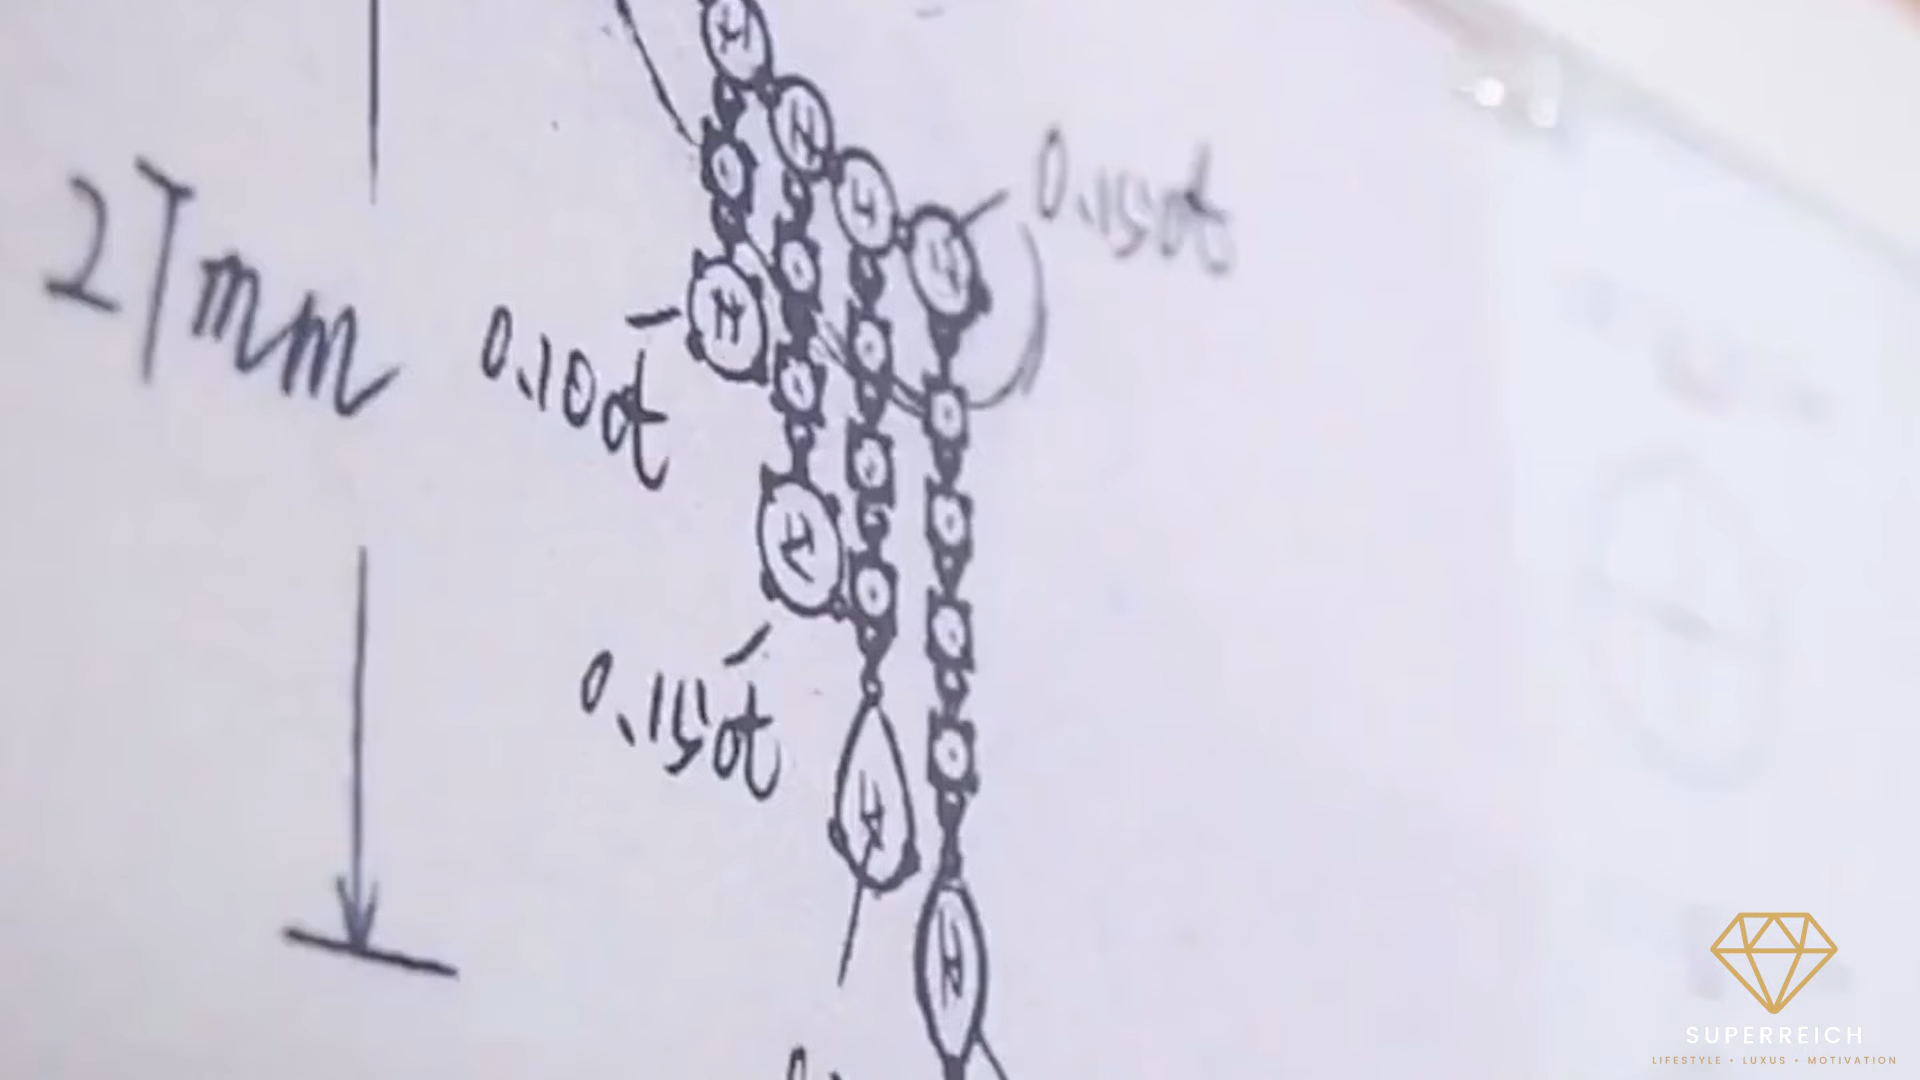 27mm
0.15ct
0.10ct
0.15ct
SUPERREICH
LIFESTYLE • LUXUS • MOTIVATION